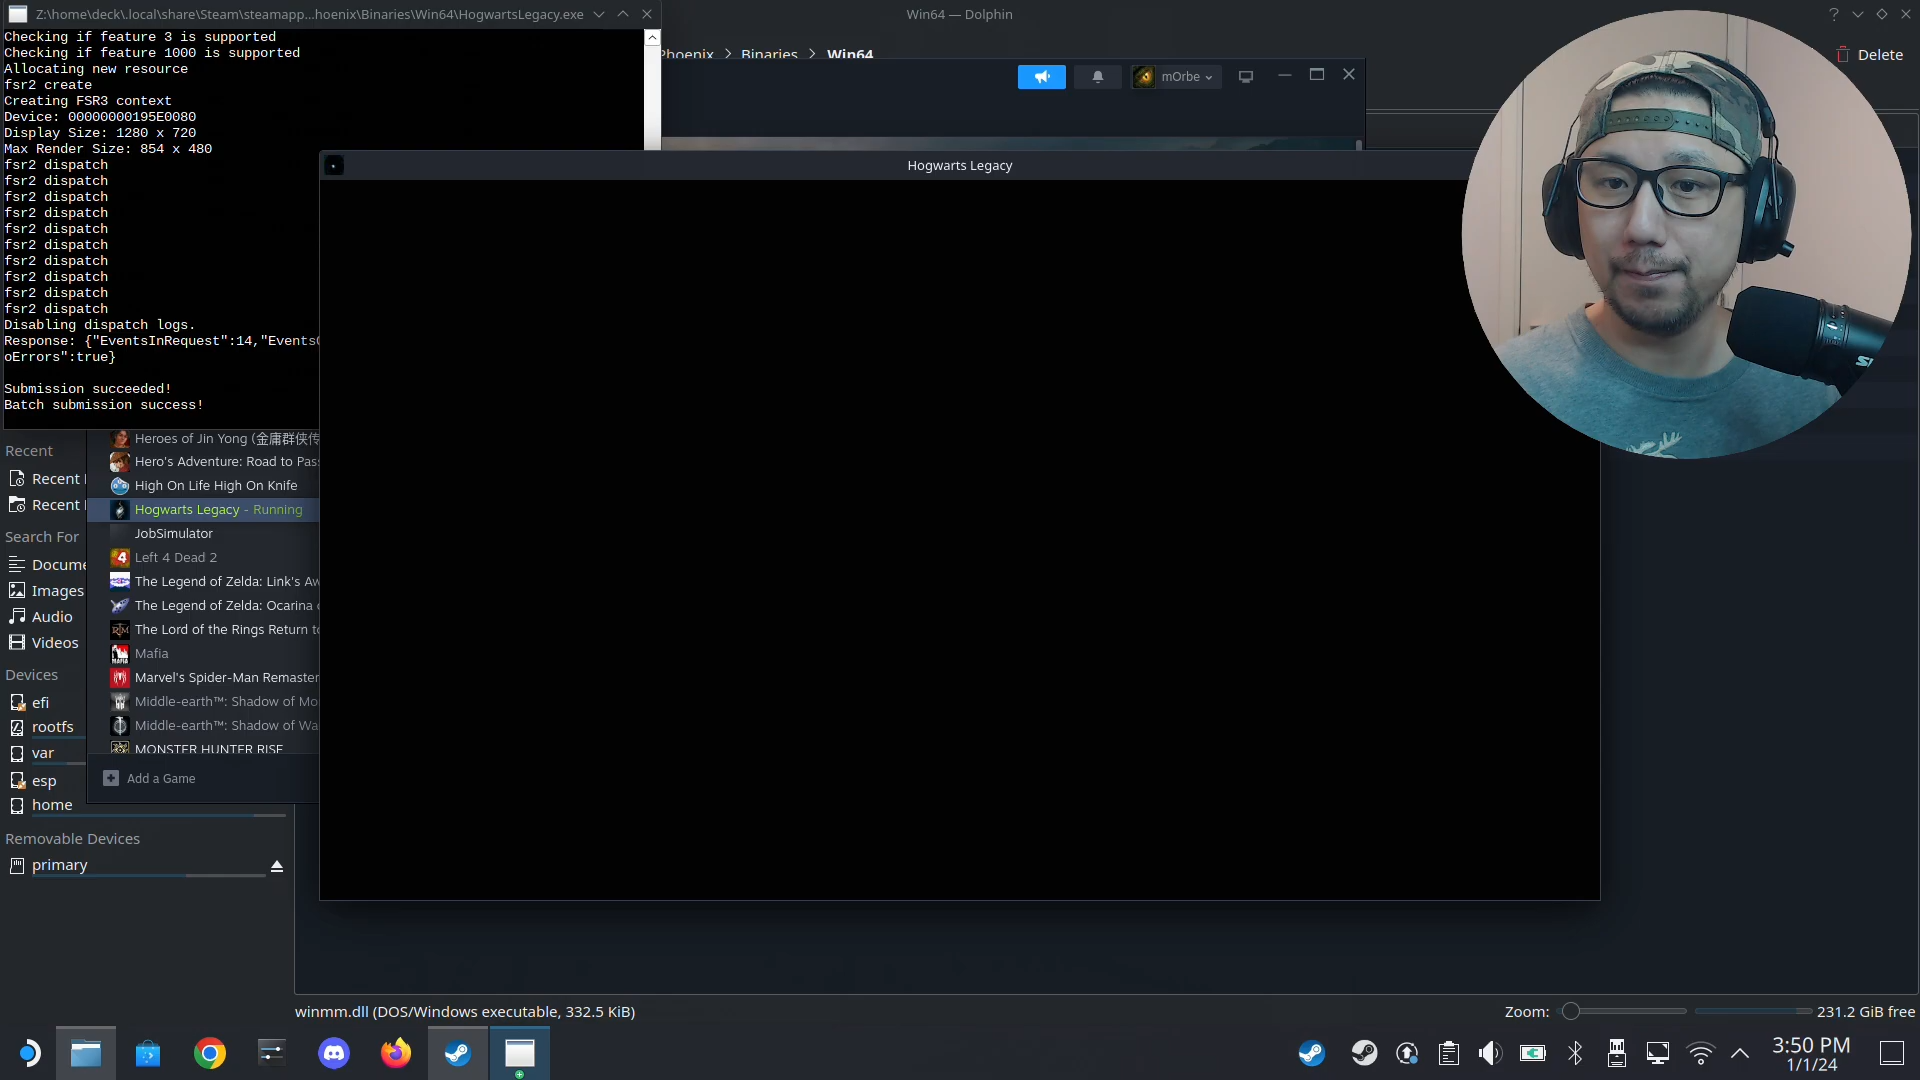 Z:\home\deck\.local\share\Steam\steamapp...hoenix\Binaries\Win64\HogwartsLegacy.exe
Win64 — Dolphin
Phoenix > Binaries > Win64
Delete
mOrbe
Checking if feature 3 is supported
Checking if feature 1000 is supported
Allocating new resource
fsr2 create
Creating FSR3 context
Device: 00000000195E0080
Display Size: 1280 x 720
Max Render Size: 854 x 480
fsr2 dispatch
fsr2 dispatch
fsr2 dispatch
fsr2 dispatch
fsr2 dispatch
fsr2 dispatch
fsr2 dispatch
fsr2 dispatch
fsr2 dispatch
fsr2 dispatch
Disabling dispatch logs.
Response: {"EventsInRequest":14,"Events
oErrors":true}
Submission succeeded!
Batch submission success!
Hogwarts Legacy
Heroes of Jin Yong (金庸群侠传
Hero's Adventure: Road to Pas
High On Life High On Knife
Hogwarts Legacy - Running
JobSimulator
Left 4 Dead 2
The Legend of Zelda: Link's Aw
The Legend of Zelda: Ocarina
The Lord of the Rings Return to
Mafia
Marvel's Spider-Man Remaster
Middle-earth™: Shadow of Mo
Middle-earth™: Shadow of Wa
MONSTER HUNTER RISE
Add a Game
Recent
Recent
Recent
Search For
Docume
Images
Audio
Videos
Devices
efi
rootfs
var
esp
home
Removable Devices
primary
winmm.dll (DOS/Windows executable, 332.5 KiB)
Zoom:
231.2 GiB free
3:50 PM
1/1/24